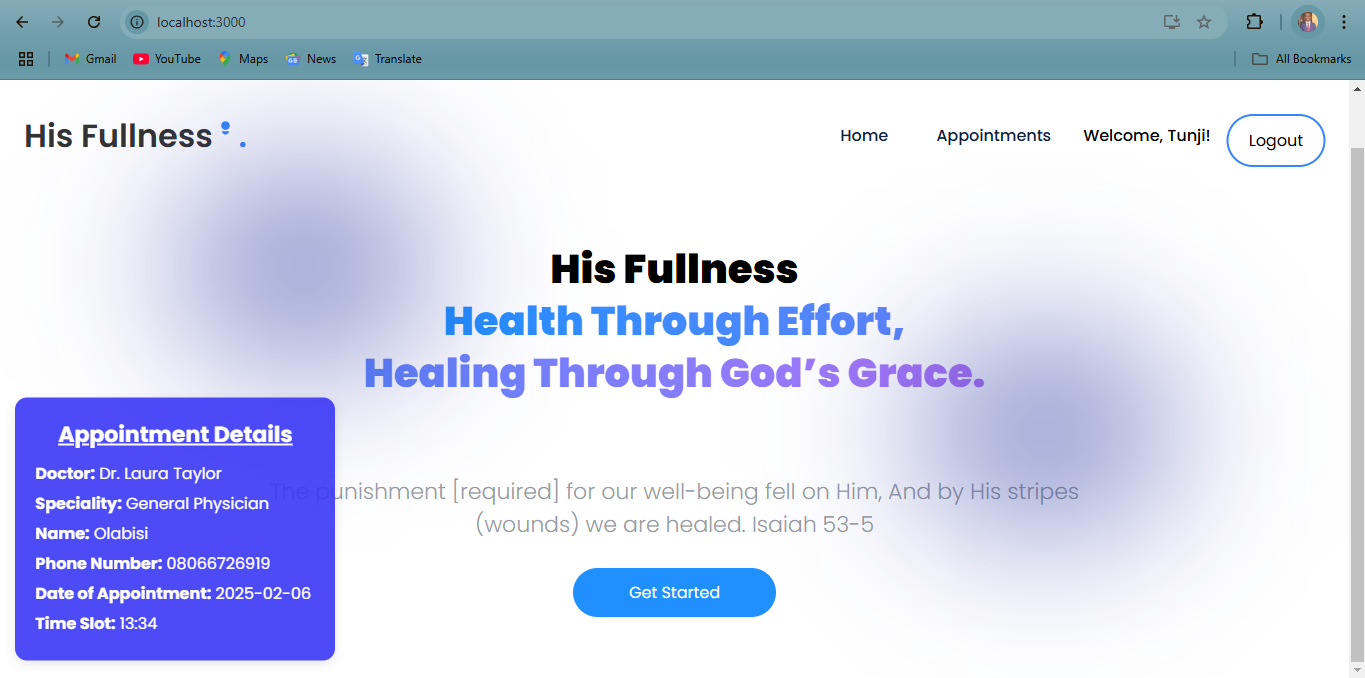 localhost:3000
Gmail YouTube Maps News Translate All Bookmarks
His Fullness .
Home Appointments Welcome, Tunji! Logout
His Fullness
Health Through Effort,
Healing Through God’s Grace.
The punishment [required] for our well-being fell on Him, And by His stripes
(wounds) we are healed. Isaiah 53-5
Get Started
Appointment Details
Doctor: Dr. Laura Taylor
Speciality: General Physician
Name: Olabisi
Phone Number: 08066726919
Date of Appointment: 2025-02-06
Time Slot: 13:34